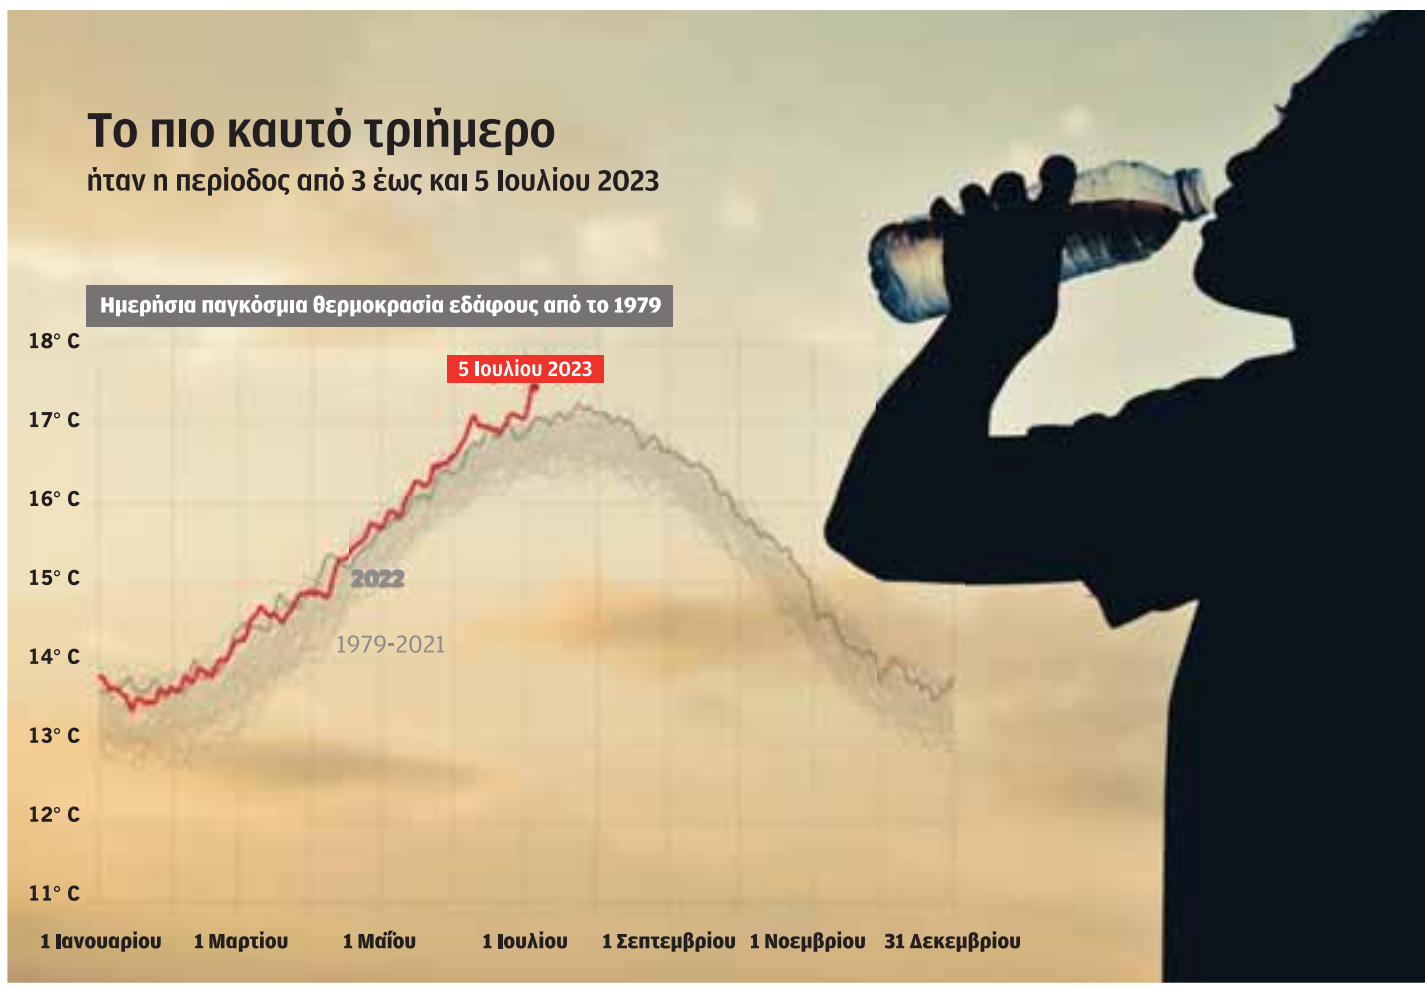 Το πιο καυτό τριήμερο
ήταν η περίοδος από 3 έως και 5 Ιουλίου 2023
Ημερήσια παγκόσμια θερμοκρασία εδάφους από το 1979
18° C
5 Ιουλίου 2023
17° C
16° C
15° C
2022
1979-2021
14° C
13° C
12° C
11° C
1 Ιανουαρίου 1 Μαρτίου 1 Μαΐου 1 Ιουλίου 1 Σεπτεμβρίου 1 Νοεμβρίου 31 Δεκεμβρίου